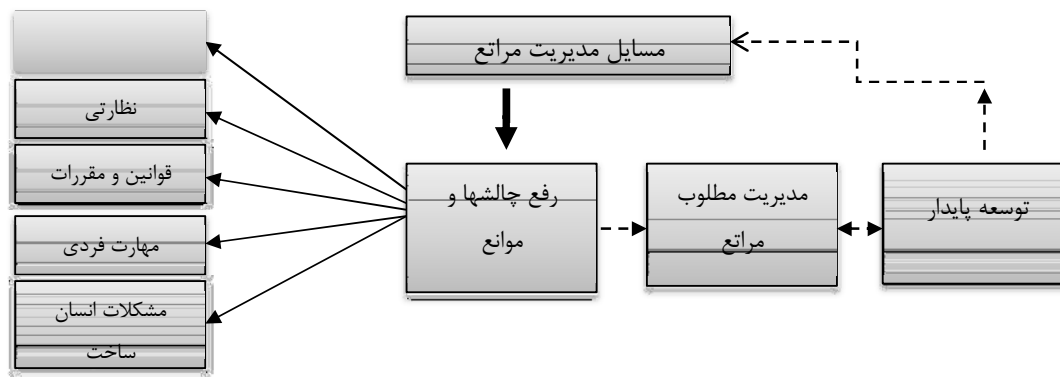 مسایل مدیریت مراتع
نظارتی
قوانین و مقررات
مهارت فردی
مشکلات انسان
ساخت
رفع چالشها و
موانع
مدیریت مطلوب
مراتع
توسعه پایدار